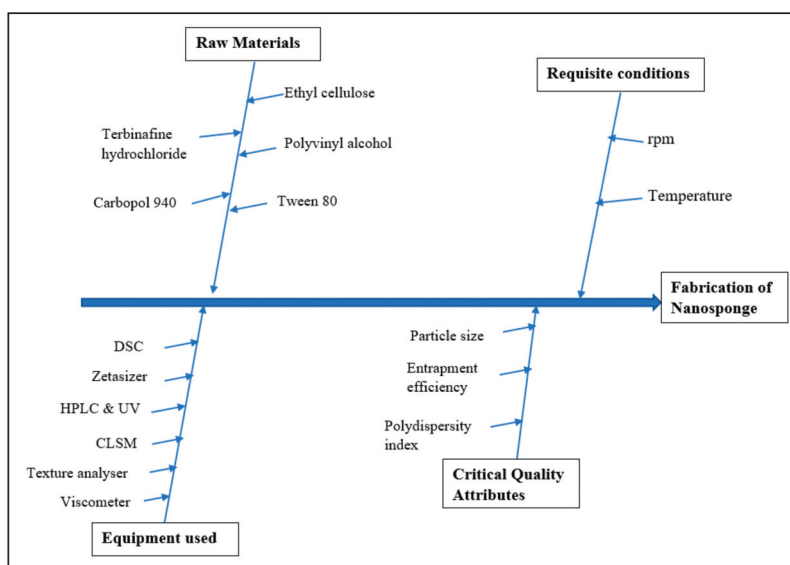 Raw Materials
Ethyl cellulose
Terbinafine
hydrochloride
Polyvinyl alcohol
Carbopol 940
Tween 80
Requisite conditions
rpm
Temperature
Fabrication of
Nanosponge
DSC
Zetasizer
HPLC & UV
CLSM
Texture analyser
Viscometer
Equipment used
Particle size
Entrapment
efficiency
Polydispersity
index
Critical Quality
Attributes